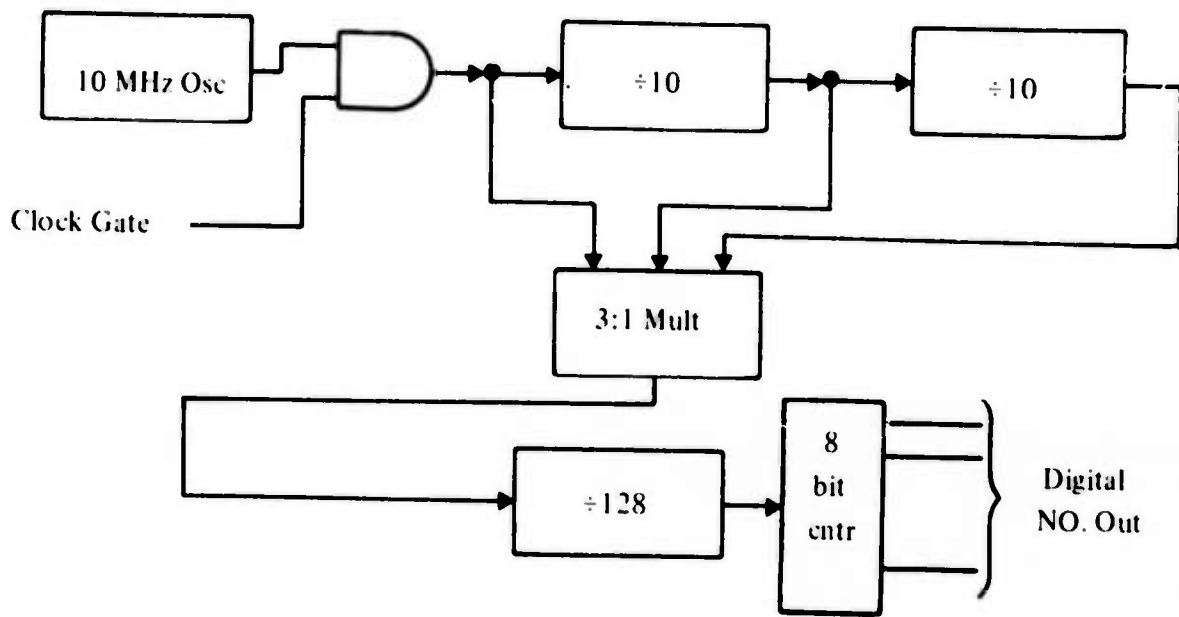 10 MHz Osc
÷10
÷10
Clock Gate
3:1 Mult
÷128
8
bit
cntr
Digital
NO. Out